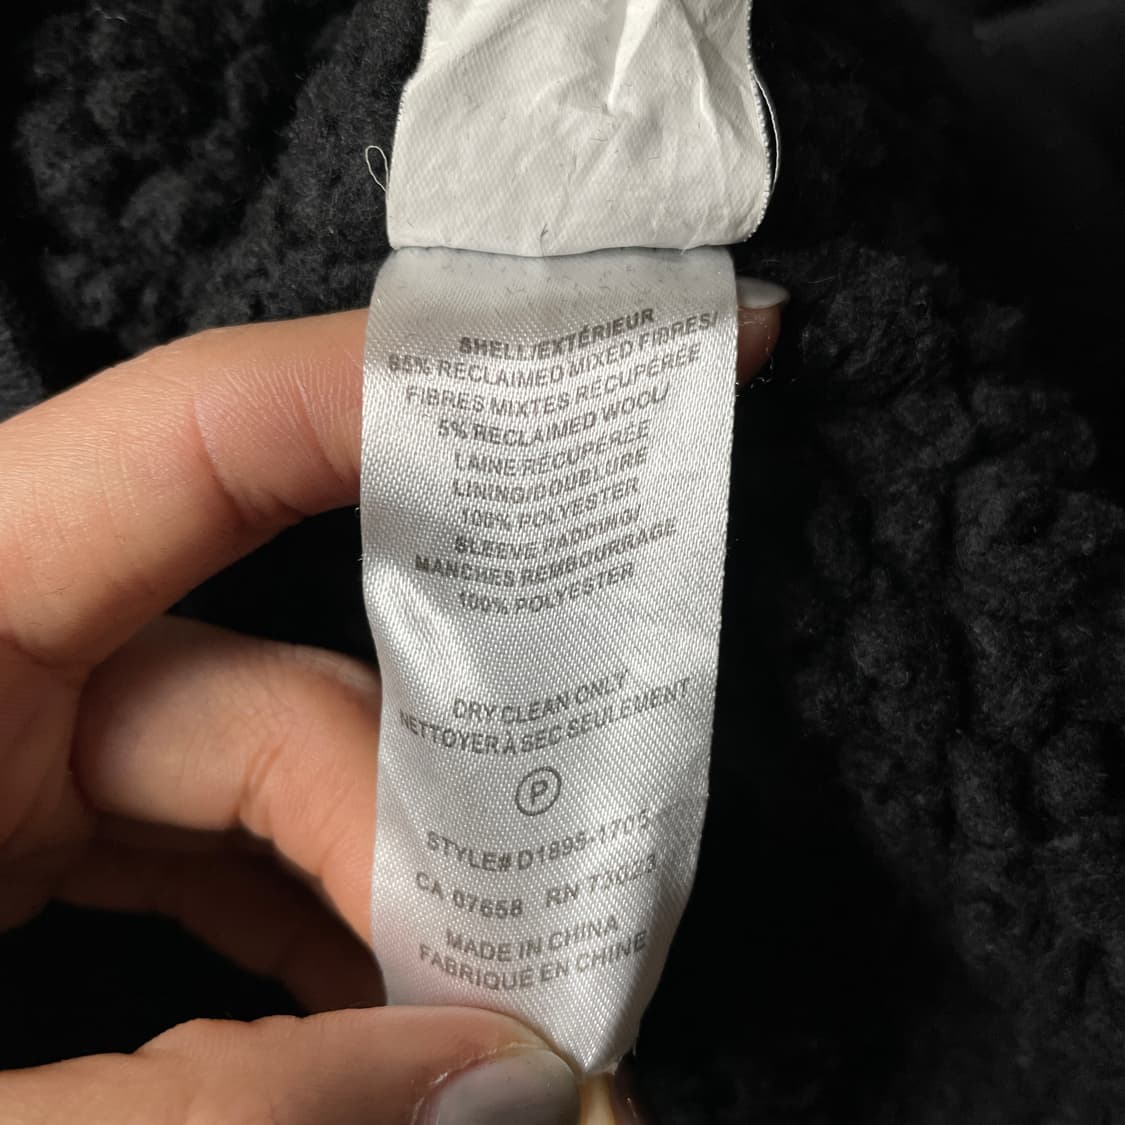 SHELL/EXTÉRIEUR
95% RECLAIMED MIXED FIBRES/
FIBRES MIXTES RÉCUPÉRÉE
5% RECLAIMED WOOL/
LAINE RÉCUPÉRÉE
LINING/DOUBLURE
100% POLYESTER
SLEEVE PADDING/
MANCHES REMBOURRAGE
100% POLYESTER
DRY CLEAN ONLY
NETTOYER À SEC SEULEMENT
P
STYLE#
CA 07658 RN
MADE IN CHINA
FABRIQUE EN CHINE